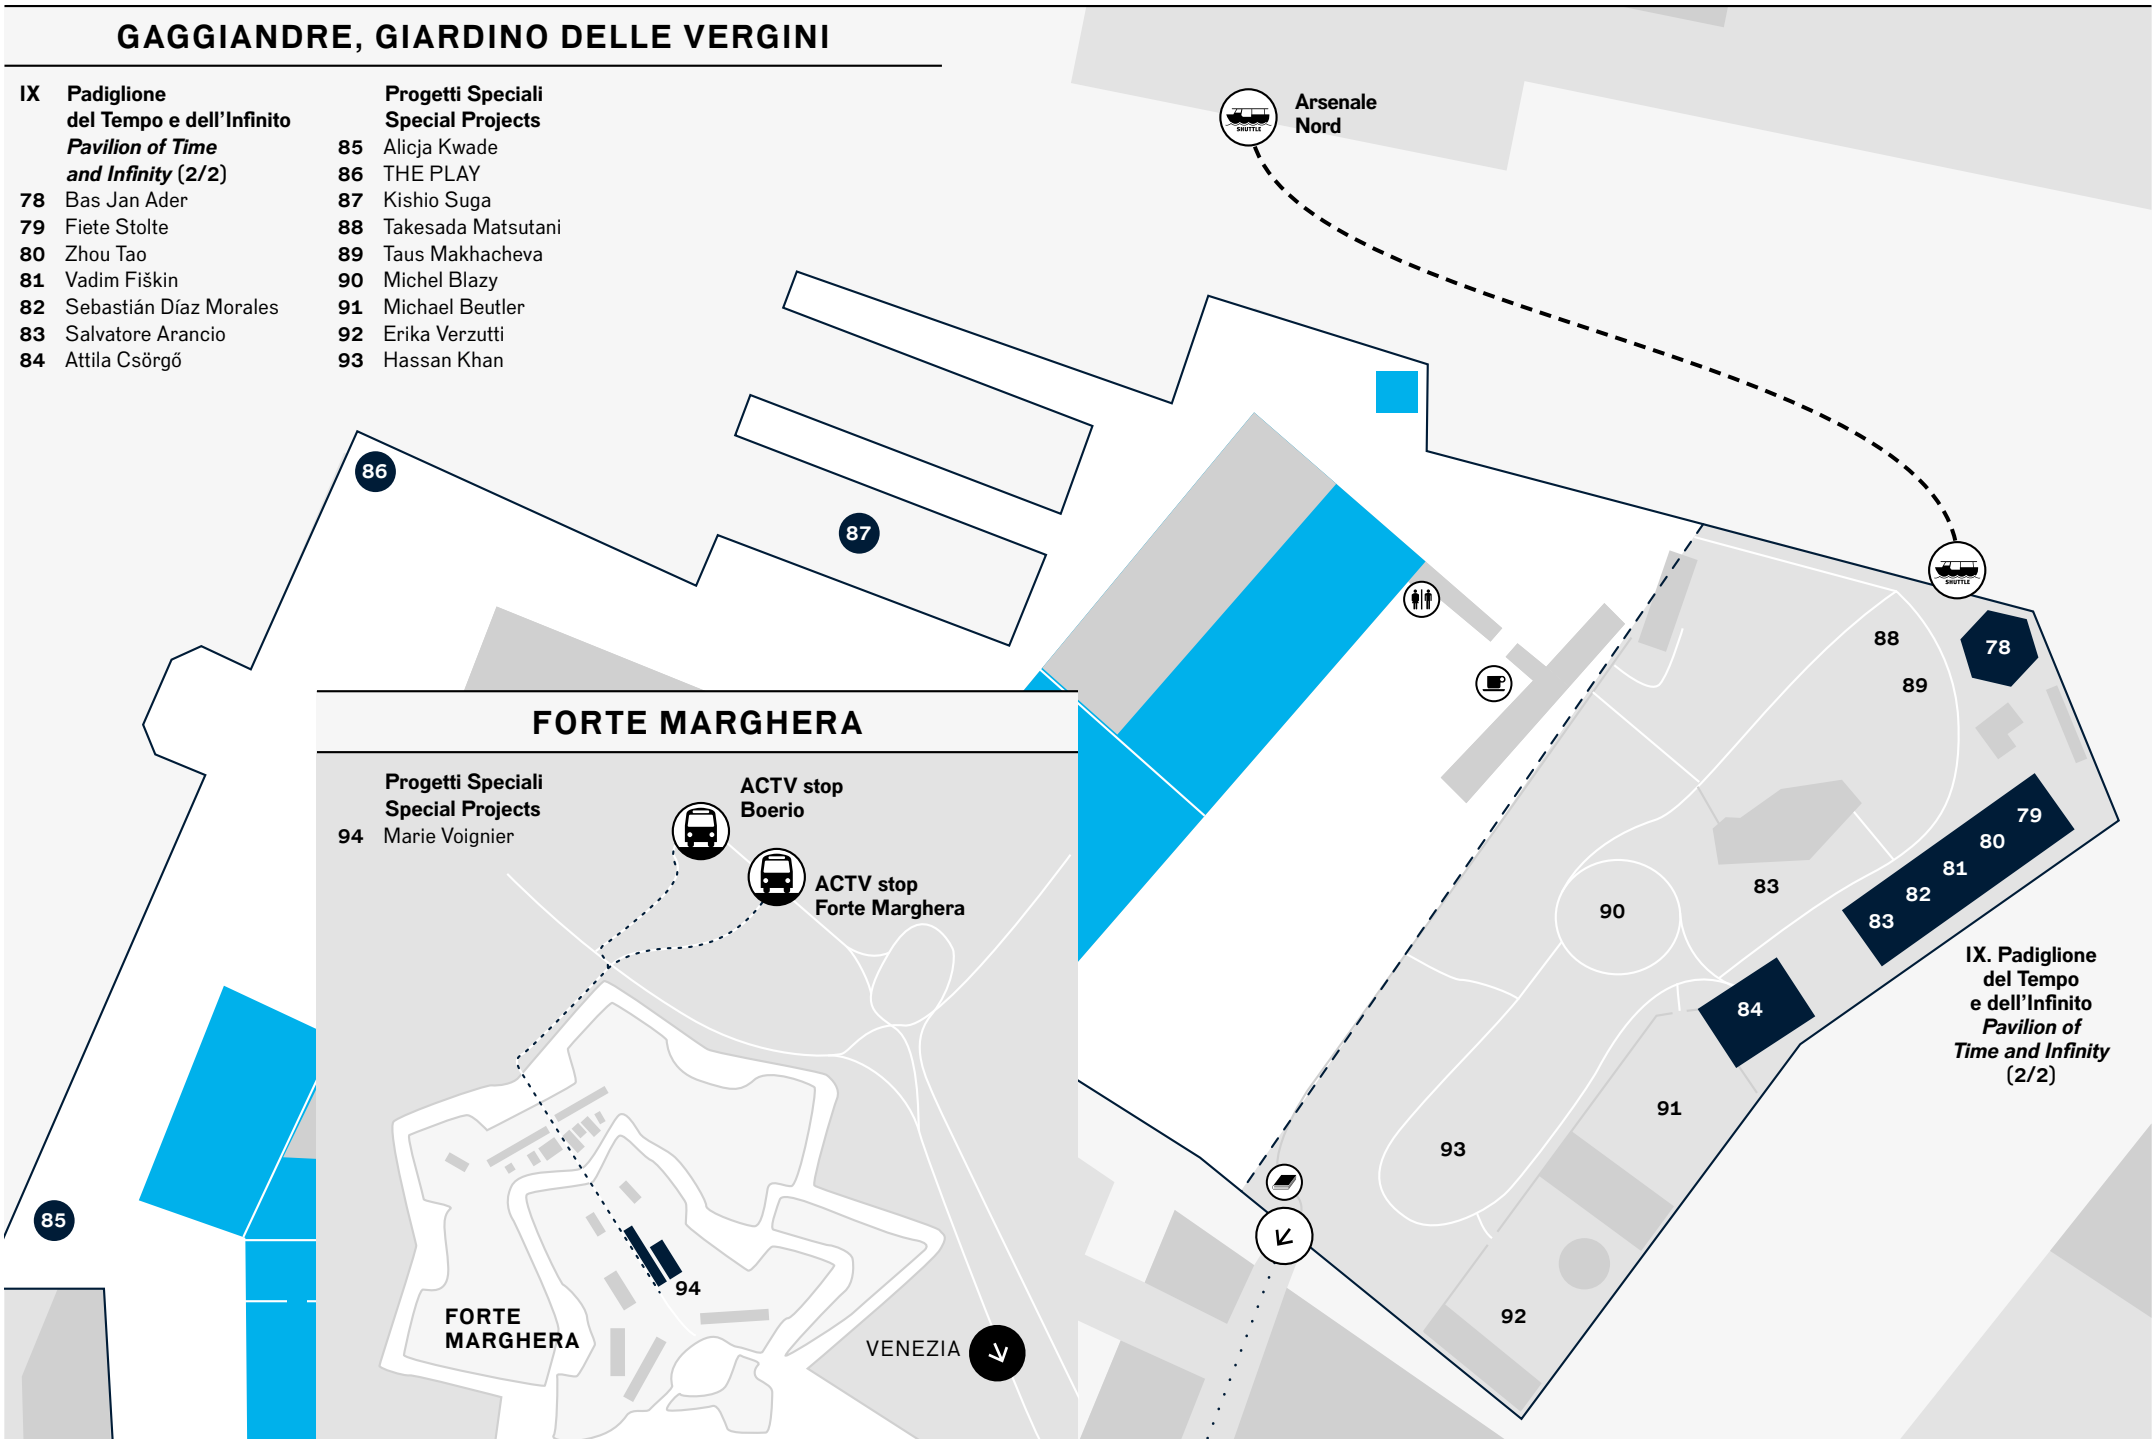 GAGGIANDRE, GIARDINO DELLE VERGINI
IX Padiglione
del Tempo e dell'Infinito
Pavilion of Time
and Infinity (2/2)
78 Bas Jan Ader
79 Fiete Stolte
80 Zhou Tao
81 Vadim Fiškin
82 Sebastián Díaz Morales
83 Salvatore Arancio
84 Attila Csörgő
Progetti Speciali
Special Projects
85 Alicja Kwade
86 THE PLAY
87 Kishio Suga
88 Takesada Matsutani
89 Taus Makhacheva
90 Michel Blazy
91 Michael Beutler
92 Erika Verzutti
93 Hassan Khan
SHUTTLE
Arsenale
Nord
86
87
SHUTTLE
88
78
89
79
80
81
82
83
83
90
84
91
93
92
85
IX. Padiglione
del Tempo
e dell'Infinito
Pavilion of
Time and Infinity
(2/2)
FORTE MARGHERA
Progetti Speciali
Special Projects
94 Marie Voignier
ACTV stop
Boerio
ACTV stop
Forte Marghera
94
FORTE
MARGHERA
VENEZIA